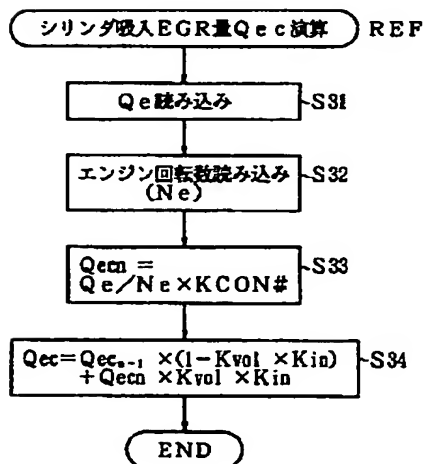 シリンダ吸入EGR量Qec演算 REF
Qe読み込み S31
エンジン回転数読み込み S32
(Ne)
Qecn =
Qe/Ne×KCON# S33
Qec=Qecn-1 ×(1-Kvol ×Kin) S34
+Qecn ×Kvol ×Kin
END